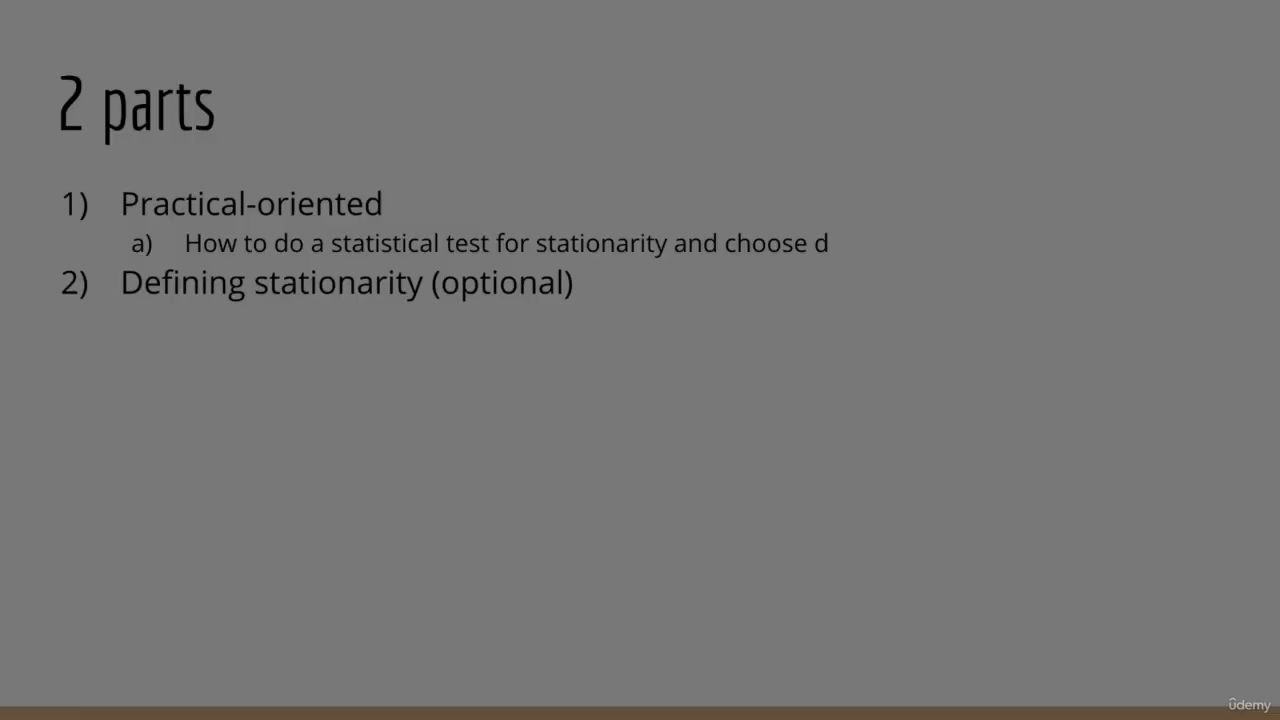 2 parts
1) Practical-oriented
a) How to do a statistical test for stationarity and choose d
2) Defining stationarity (optional)
ûdemy